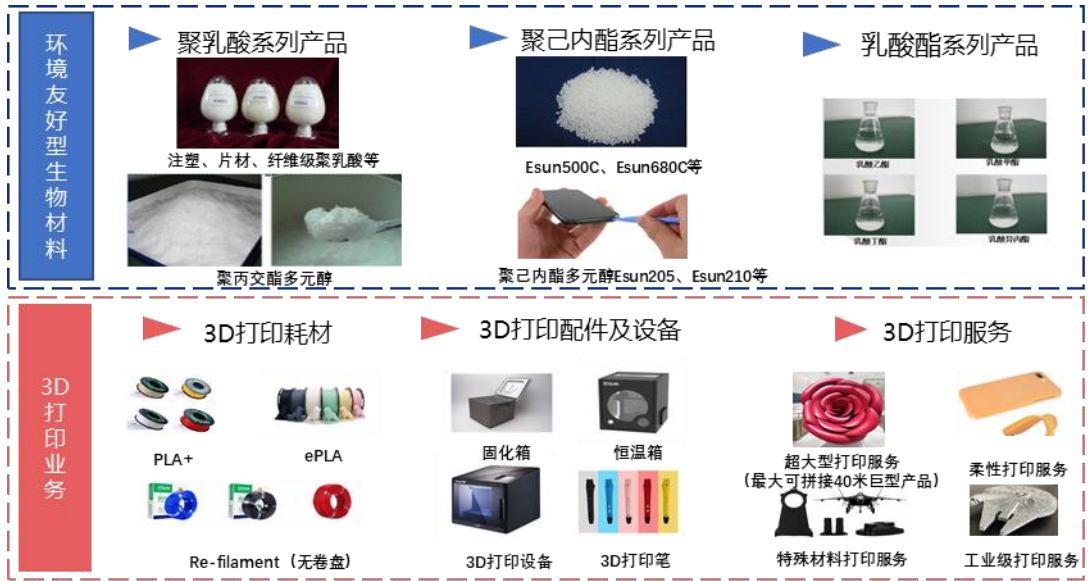 环境友好型生物材料
聚乳酸系列产品
聚己内酯系列产品
乳酸酯系列产品
注塑、片材、纤维级聚乳酸等
Esun500C、Esun680C等
乳酸乙酯
乳酸甲酯
聚丙交酯多元醇
聚己内酯多元醇Esun205、Esun210等
乳酸丁酯
乳酸异丙酯
3D打印业务
3D打印耗材
3D打印配件及设备
3D打印服务
PLA+
ePLA
固化箱
恒温箱
超大型打印服务
(最大可拼接40米巨型产品)
柔性打印服务
Re-filament（无卷盘）
3D打印设备
3D打印笔
特殊材料打印服务
工业级打印服务